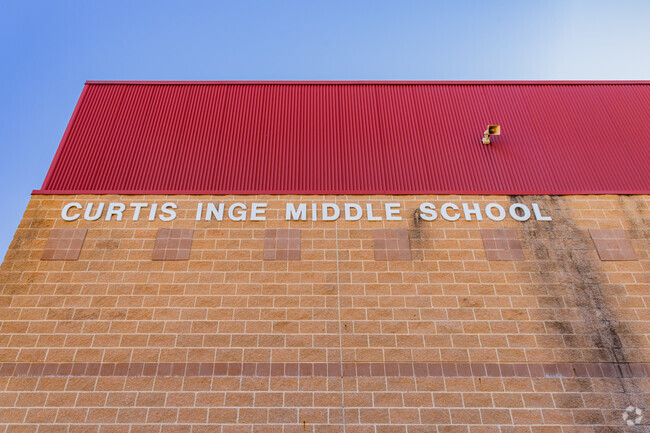 CURTIS INGE MIDDLE SCHOOL